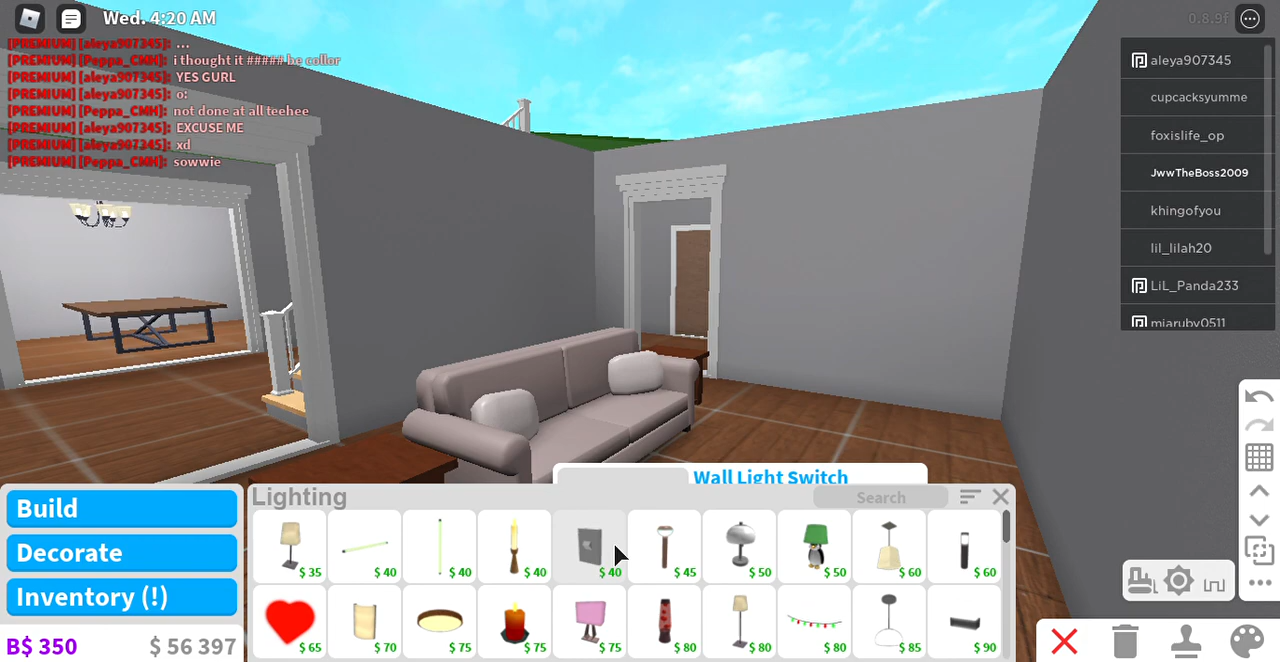 Wed. 4:20 AM
0.8.9f
[PREMIUM] [aleya907345]: ...
[PREMIUM] [Peppa_CMH]: i thought it ##### be collor
[PREMIUM] [aleya907345]: YES GURL
[PREMIUM] [aleya907345]: o:
[PREMIUM] [Peppa_CMH]: not done at all teehee
[PREMIUM] [aleya907345]: EXCUSE ME
[PREMIUM] [aleya907345]: xd
[PREMIUM] [Peppa_CMH]: sowwie
aleya907345
cupcacksyumme
foxislife_op
JwwTheBoss2009
khingofyou
lil_lilah20
LiL_Panda233
miaruby0511
Wall Light Switch
Lighting
Search
$ 35
$ 40
$ 40
$ 40
$ 40
$ 45
$ 50
$ 50
$ 60
$ 60
$ 65
$ 70
$ 75
$ 75
$ 75
$ 80
$ 80
$ 80
$ 85
$ 90
Build
Decorate
Inventory (!)
B$ 350
$ 56 397